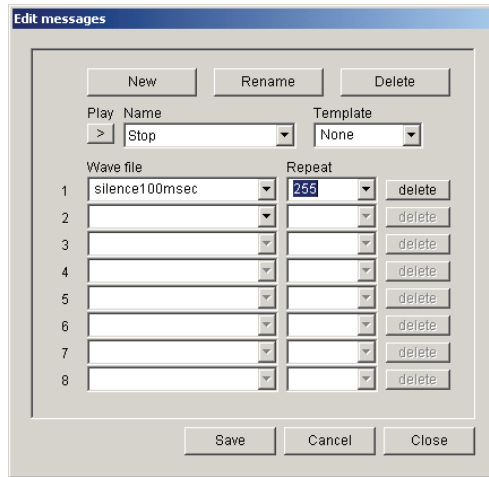 Edit messages
New Rename Delete
Play Name Template
> Stop None
Wave file Repeat
1 silence100msec 255 delete
2 delete
3 delete
4 delete
5 delete
6 delete
7 delete
8 delete
Save Cancel Close